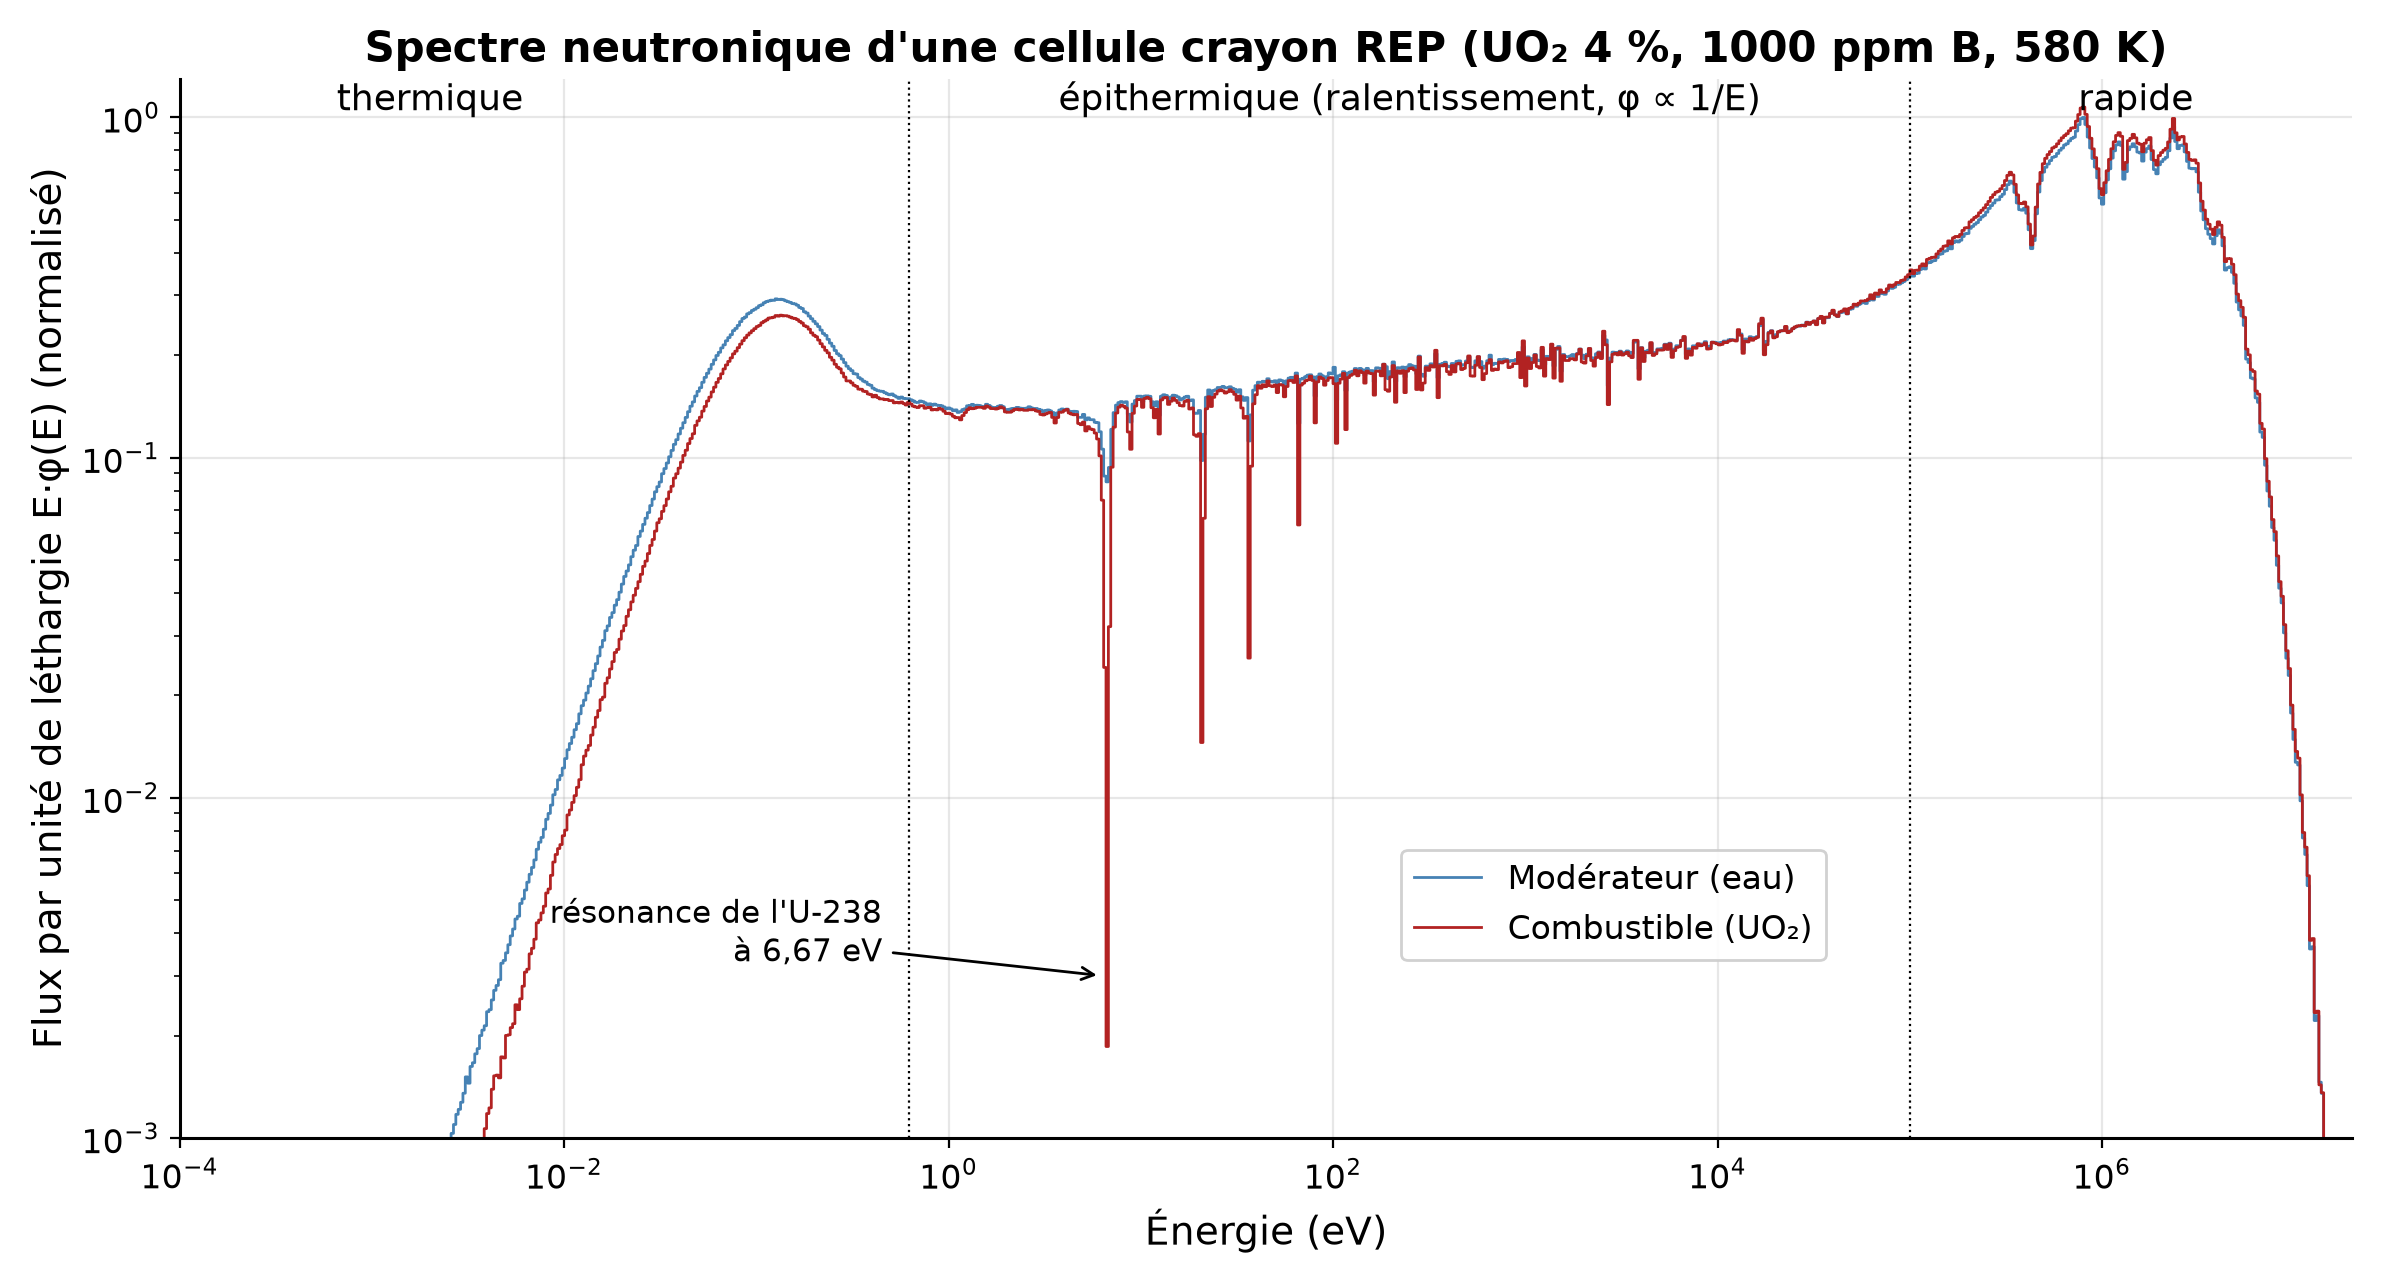 Spectre neutronique d'une cellule crayon REP (UO₂ 4 %, 1000 ppm B, 580 K)
thermique
épithermique (ralentissement, φ ∝ 1/E)
rapide
Flux par unité de léthargie E·φ(E) (normalisé)
10⁰
10⁻¹
10⁻²
10⁻³
résonance de l'U-238
à 6,67 eV
Modérateur (eau)
Combustible (UO₂)
10⁻⁴
10⁻²
10⁰
10²
10⁴
10⁶
Énergie (eV)